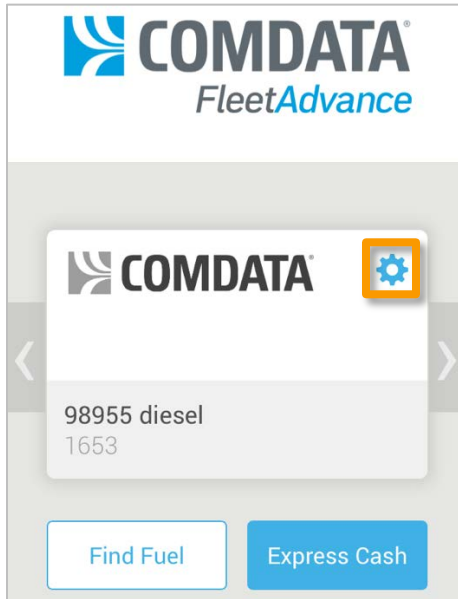 COMDATA®
FleetAdvance
COMDATA®
98955 diesel
1653
Find Fuel
Express Cash